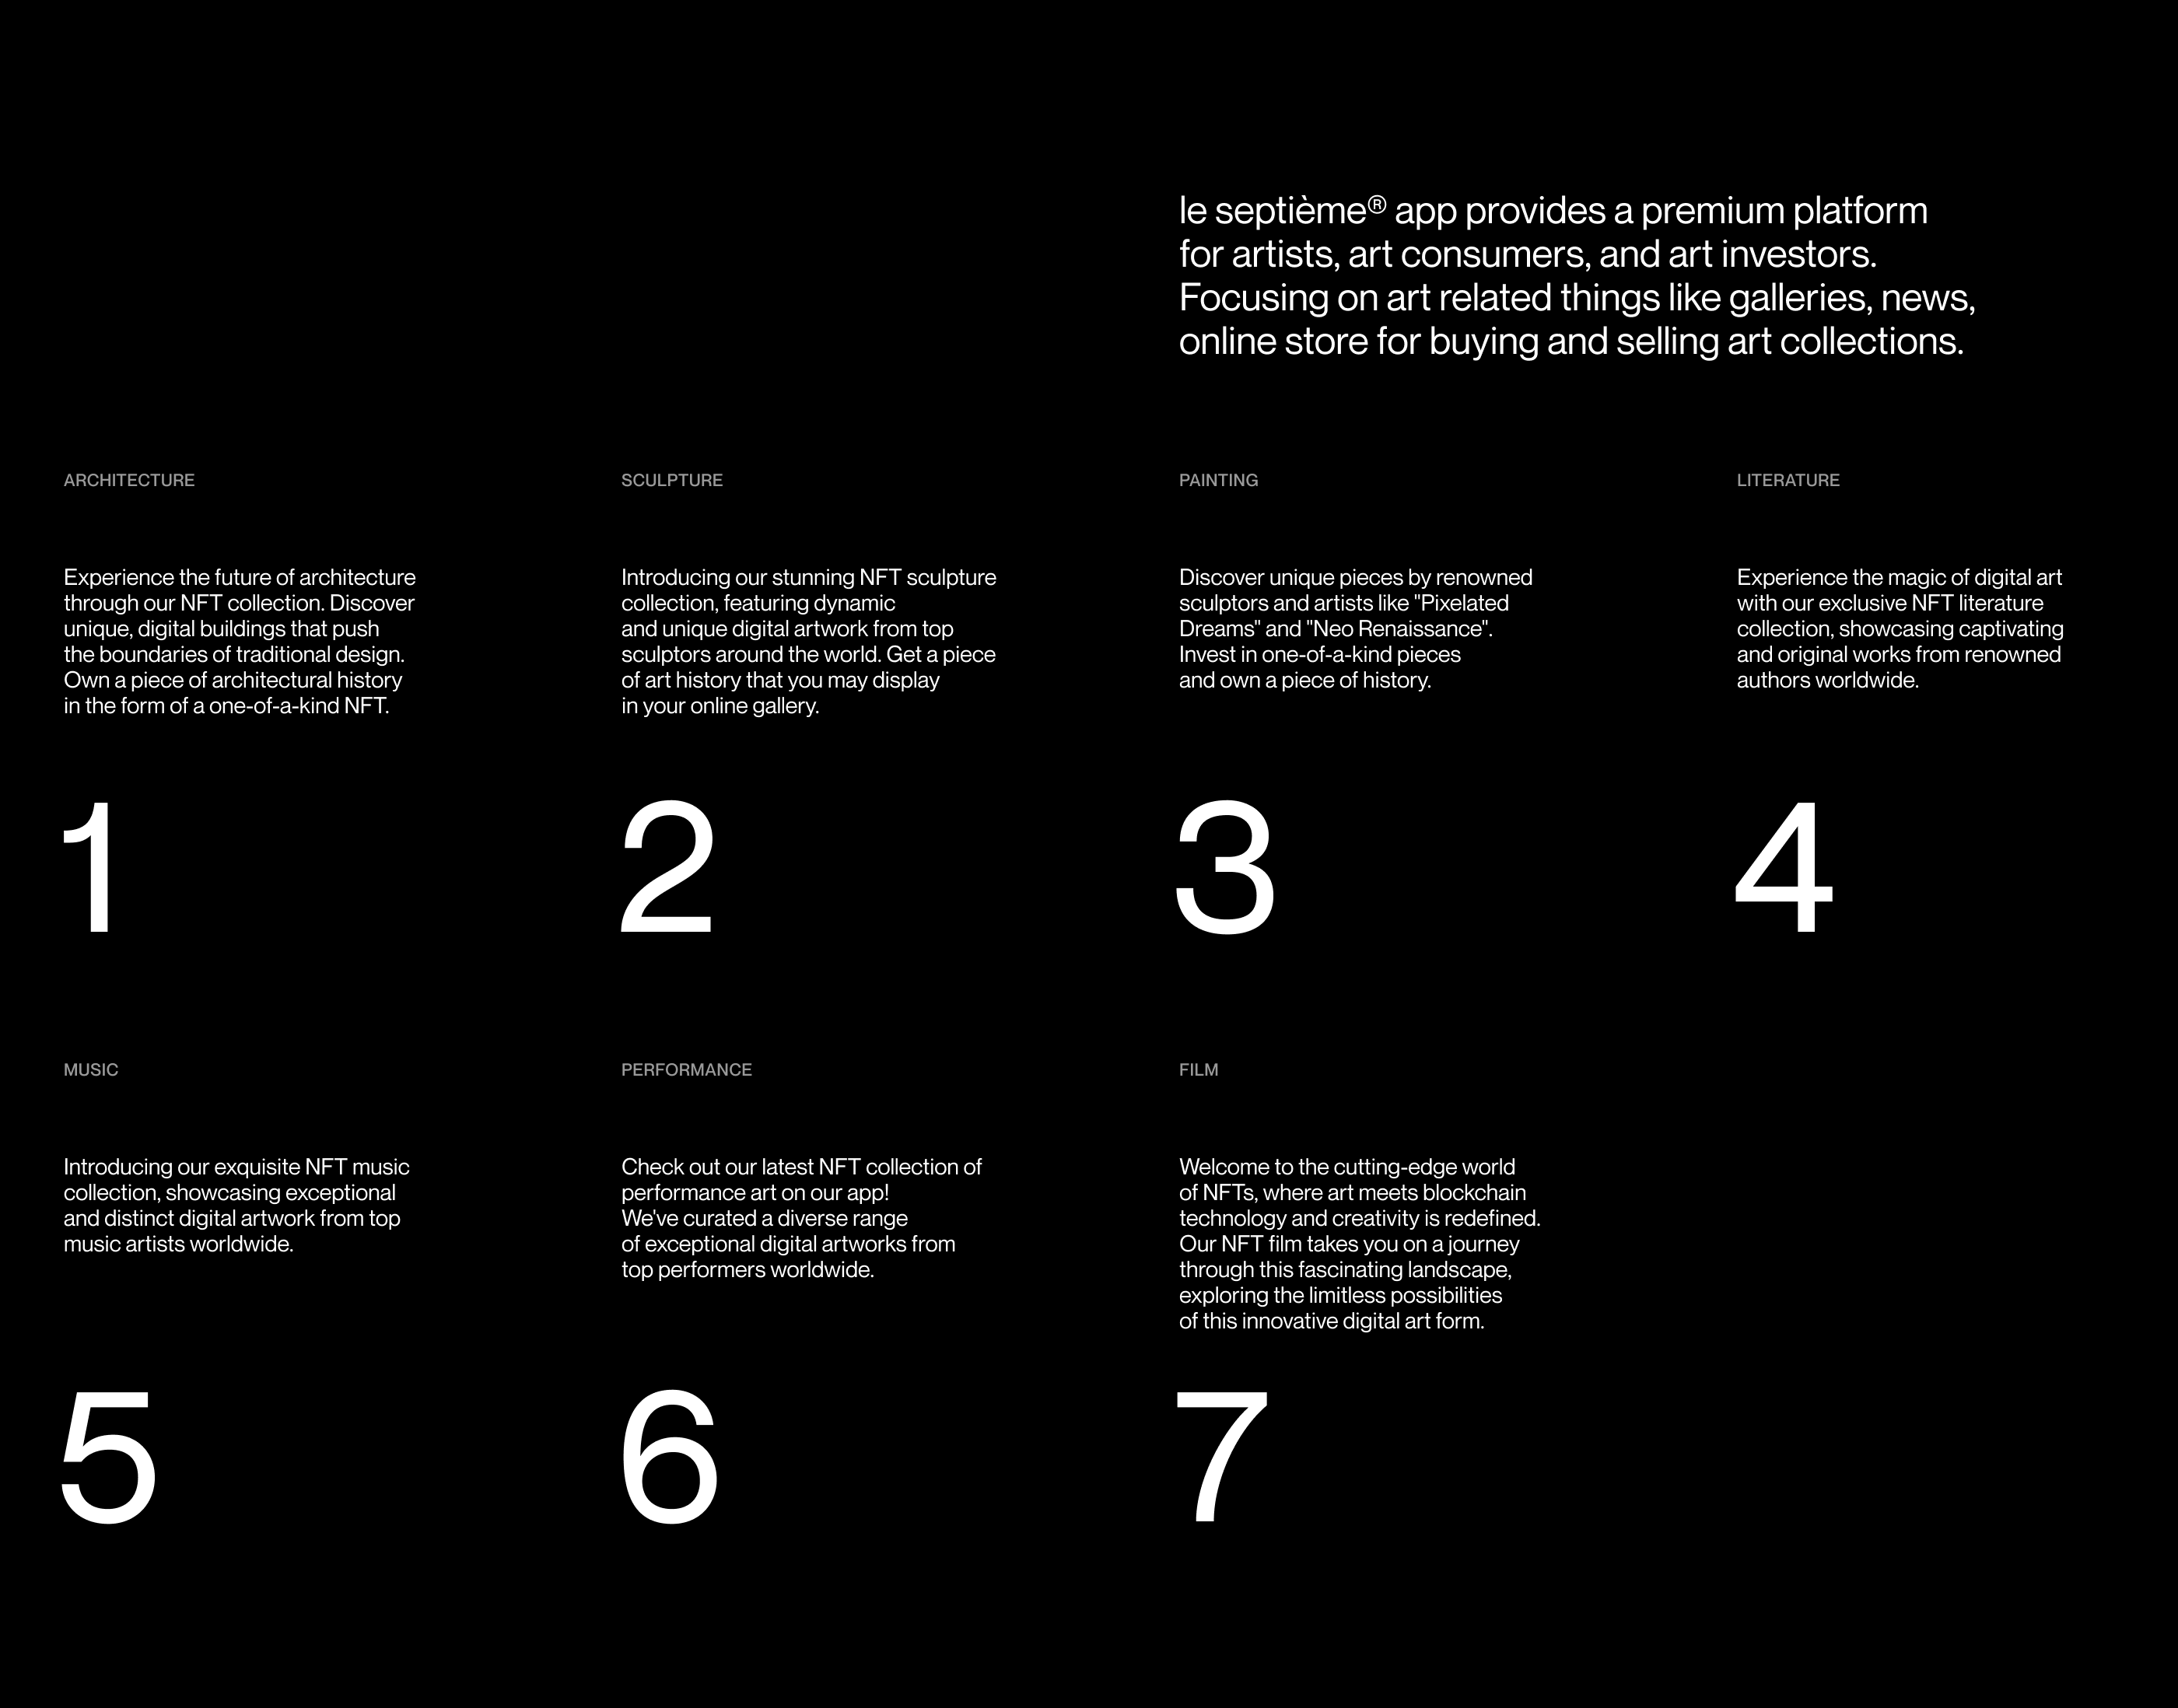 le septième® app provides a premium platform
for artists, art consumers, and art investors.
Focusing on art related things like galleries, news,
online store for buying and selling art collections.
ARCHITECTURE
Experience the future of architecture
through our NFT collection. Discover
unique, digital buildings that push
the boundaries of traditional design.
Own a piece of architectural history
in the form of a one-of-a-kind NFT.
1
SCULPTURE
Introducing our stunning NFT sculpture
collection, featuring dynamic
and unique digital artwork from top
sculptors around the world. Get a piece
of art history that you may display
in your online gallery.
2
PAINTING
Discover unique pieces by renowned
sculptors and artists like "Pixelated
Dreams" and "Neo Renaissance".
Invest in one-of-a-kind pieces
and own a piece of history.
3
LITERATURE
Experience the magic of digital art
with our exclusive NFT literature
collection, showcasing captivating
and original works from renowned
authors worldwide.
4
MUSIC
Introducing our exquisite NFT music
collection, showcasing exceptional
and distinct digital artwork from top
music artists worldwide.
5
PERFORMANCE
Check out our latest NFT collection of
performance art on our app!
We've curated a diverse range
of exceptional digital artworks from
top performers worldwide.
6
FILM
Welcome to the cutting-edge world
of NFTs, where art meets blockchain
technology and creativity is redefined.
Our NFT film takes you on a journey
through this fascinating landscape,
exploring the limitless possibilities
of this innovative digital art form.
7